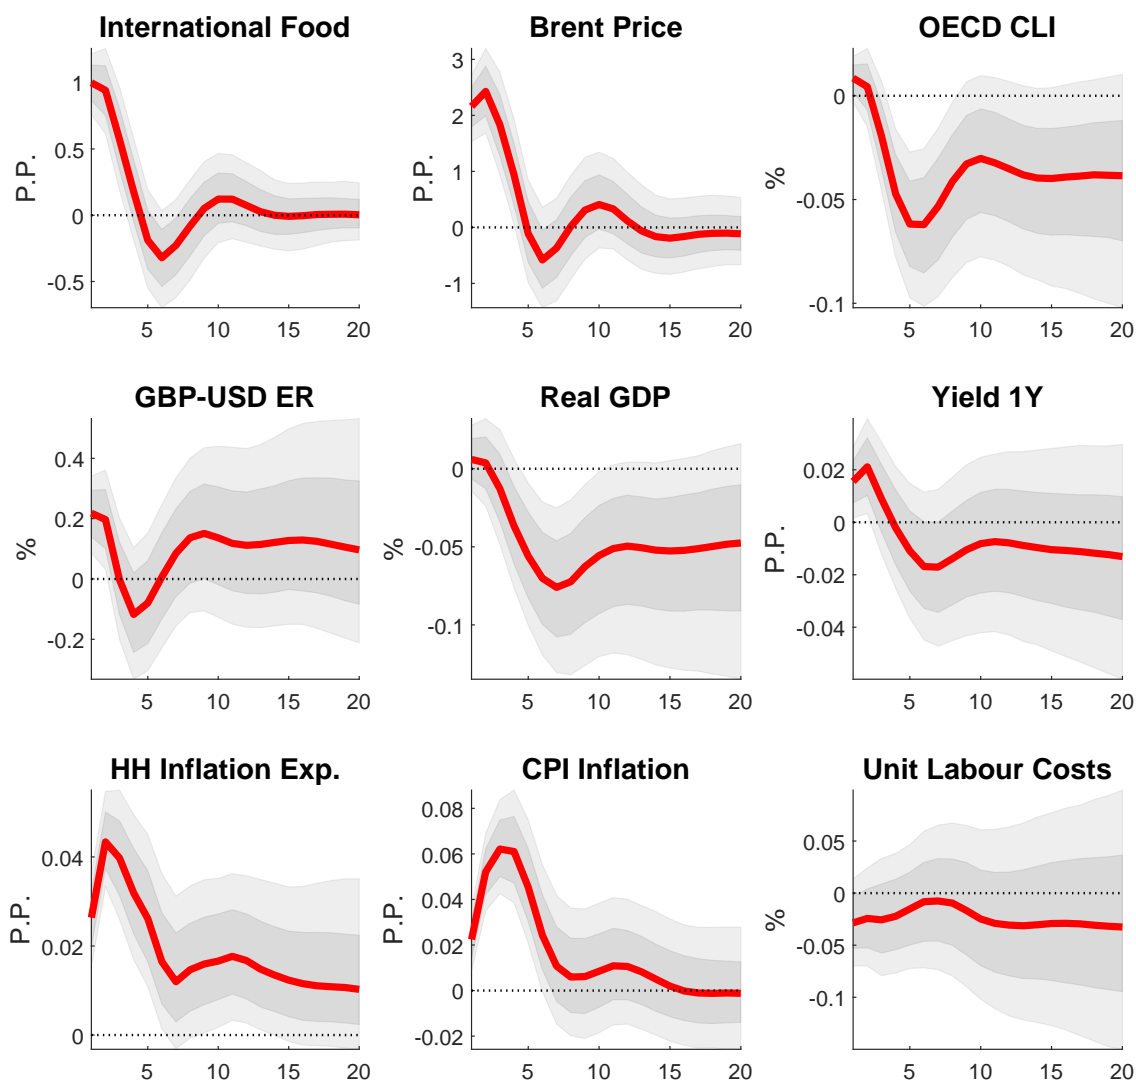 International Food
Brent Price
OECD CLI
P.P.
1
0.5
0
-0.5
5 10 15 20
P.P.
3
2
1
0
-1
5 10 15 20
%
0
-0.05
-0.1
5 10 15 20
GBP-USD ER
Real GDP
Yield 1Y
%
0.4
0.2
0
-0.2
5 10 15 20
%
0
-0.05
-0.1
5 10 15 20
P.P.
0.02
0
-0.02
-0.04
5 10 15 20
HH Inflation Exp.
CPI Inflation
Unit Labour Costs
P.P.
0.04
0.02
0
5 10 15 20
P.P.
0.08
0.06
0.04
0.02
0
-0.02
5 10 15 20
%
0.05
0
-0.05
-0.1
5 10 15 20